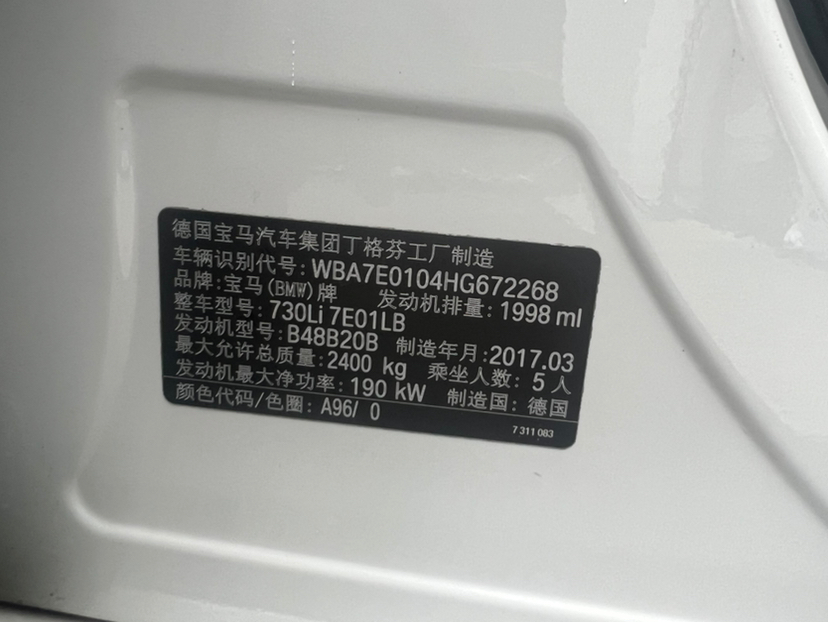 德国宝马汽车集团丁格芬工厂制造
车辆识别代号: WBA7E0104HG672268
品牌: 宝马(BMW)牌 发动机排量: 1998 ml
整车型号: 730Li 7E01LB
发动机型号: B48B20B 制造年月: 2017.03
最大允许总质量: 2400 kg 乘坐人数: 5人
发动机最大净功率: 190 kW 制造国: 德国
颜色代码/色圈: A96/ 0
7 311 083